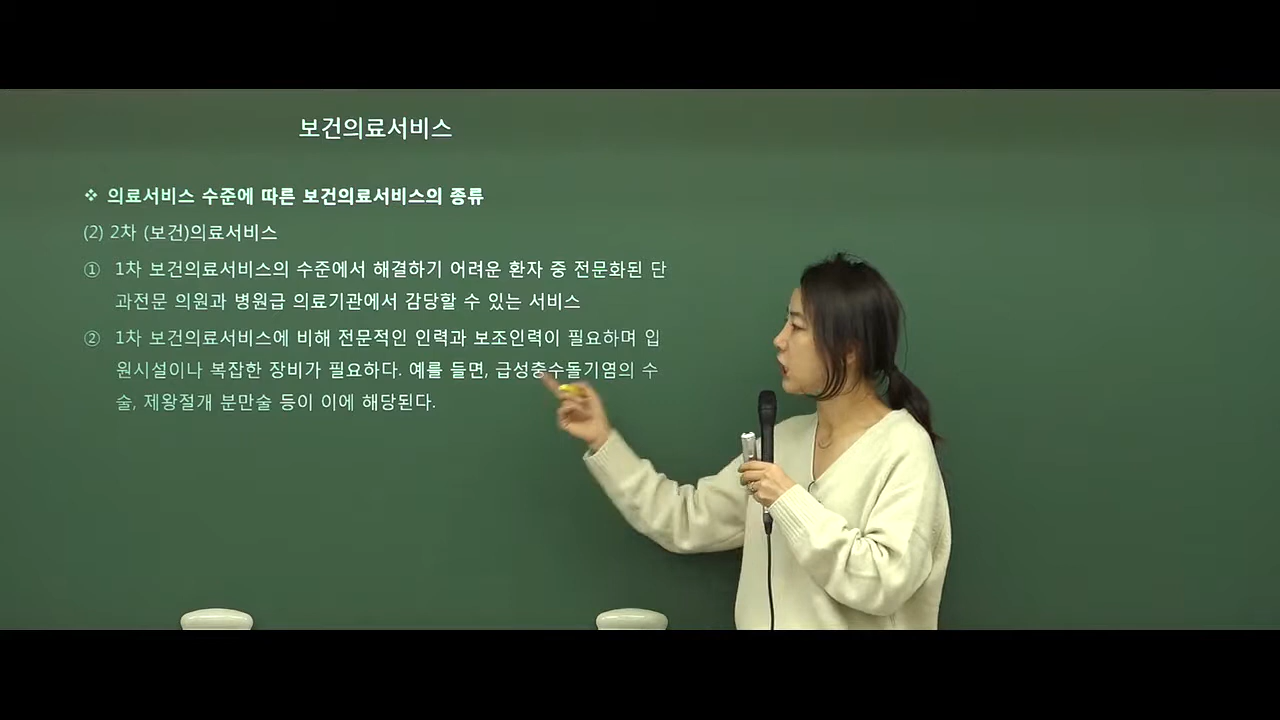 보건의료서비스
❖ 의료서비스 수준에 따른 보건의료서비스의 종류
(2) 2차 (보건)의료서비스
① 1차 보건의료서비스의 수준에서 해결하기 어려운 환자 중 전문화된 단
과전문 의원과 병원급 의료기관에서 감당할 수 있는 서비스
② 1차 보건의료서비스에 비해 전문적인 인력과 보조인력이 필요하며 입
원시설이나 복잡한 장비가 필요하다. 예를 들면, 급성충수돌기염의 수
술, 제왕절개 분만술 등이 이에 해당된다.